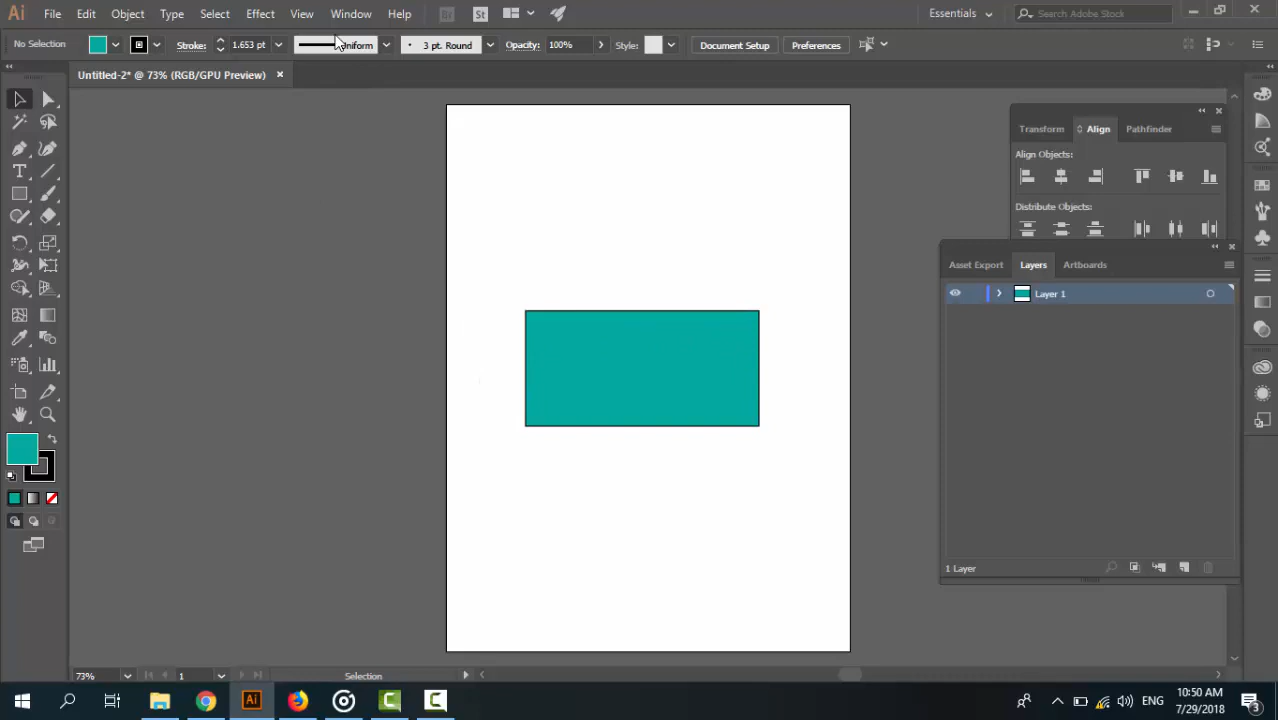 Ai File Edit Object Type Select Effect View Window Help Br St Essentials Search Adobe Stock
No Selection Stroke: 1.653 pt Uniform 3 pt. Round Opacity: 100% Style: Document Setup Preferences
Untitled-2* @ 73% (RGB/GPU Preview)
Transform Align Pathfinder
Align Objects:
Distribute Objects:
Asset Export Layers Artboards
Layer 1
1 Layer
73% 1 Selection
Ai ENG 10:50 AM
7/29/2018 3